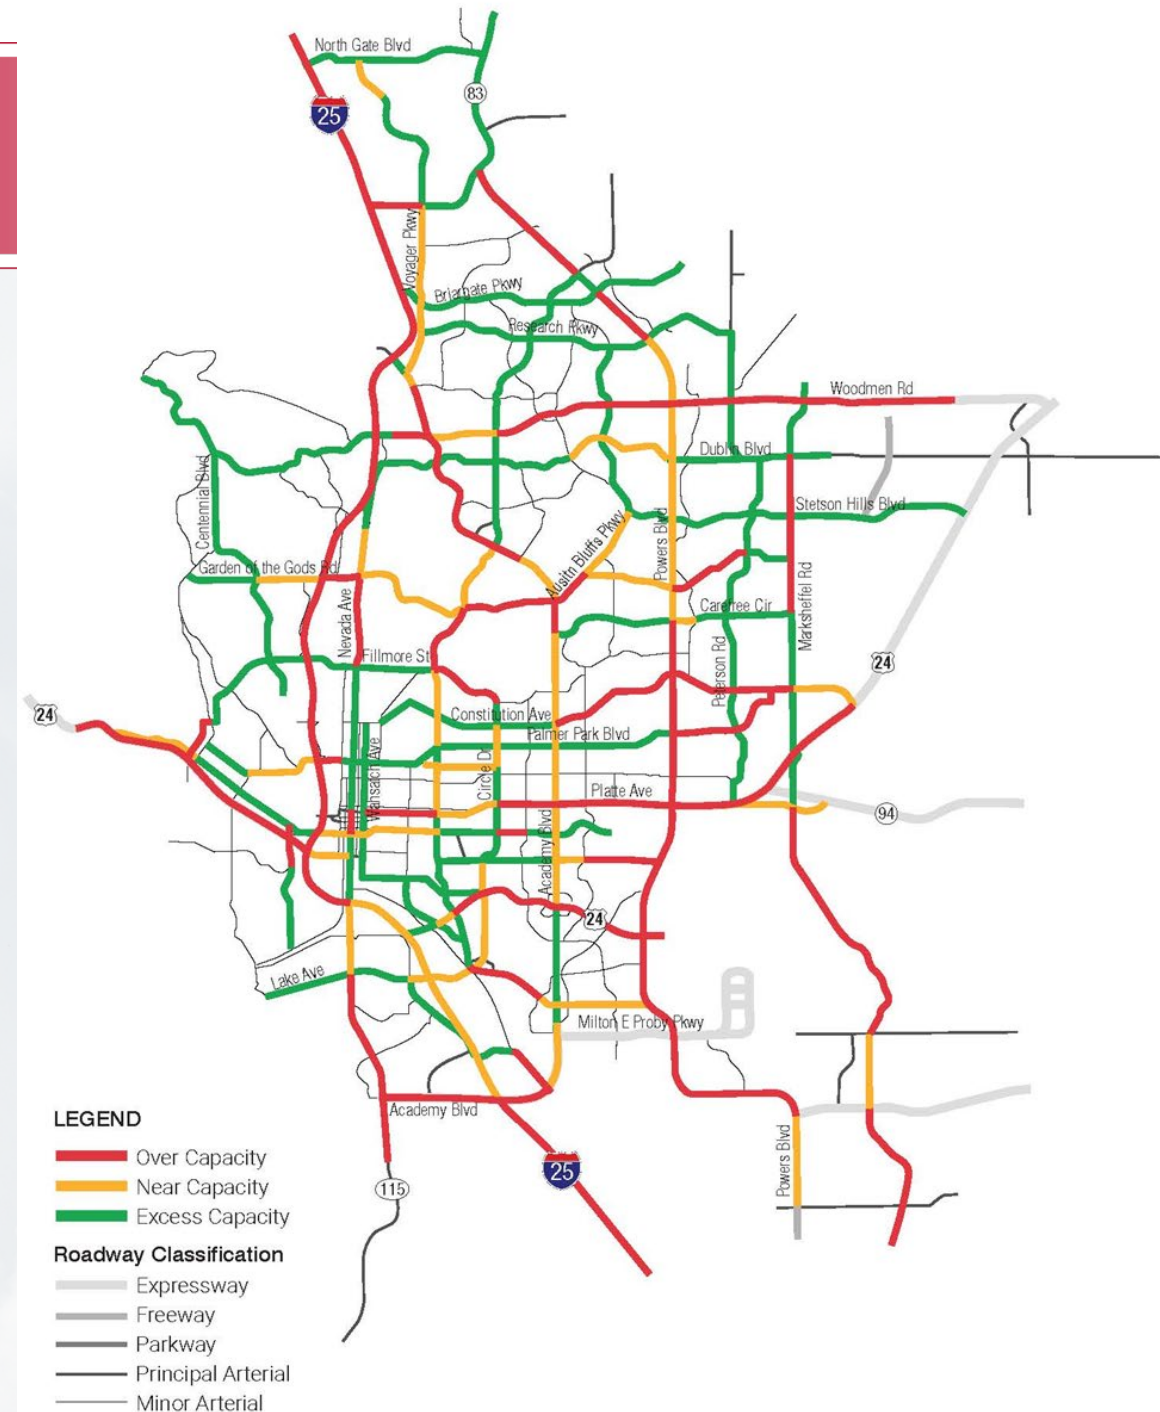 North Gate Blvd
83
25
Voyager Pkwy
Briargate Pkwy
Research Pkwy
Woodmen Rd
Dublin Blvd
Centennial Blvd
Stetson Hills Blvd
Powers Blvd
Ausitn Bluffs Pkwy
Garden of the Gods Rd
Marksheffel Rd
Nevada Ave
Carefree Cir
Fillmore St
Peterson Rd
24
24
Constitution Ave
Palmer Park Blvd
Wahsatch Ave
Circle Dr
Platte Ave
94
Academy Blvd
24
Lake Ave
Milton E Proby Pkwy
Academy Blvd
Powers Blvd
25
115
LEGEND
Over Capacity
Near Capacity
Excess Capacity
Roadway Classification
Expressway
Freeway
Parkway
Principal Arterial
Minor Arterial